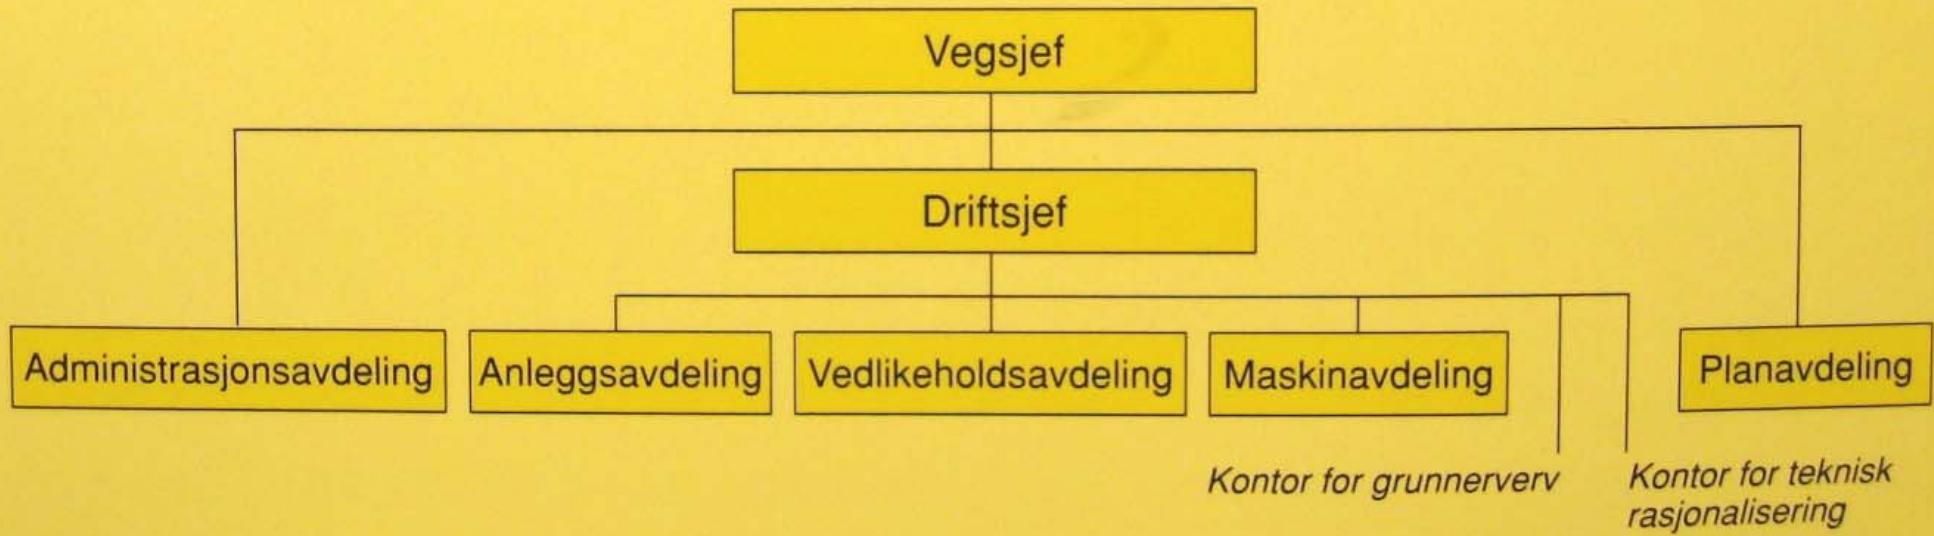 Vegsjef
Driftsjef
Administrasjonsavdeling
Anleggsavdeling
Vedlikeholdsavdeling
Maskinavdeling
Planavdeling
Kontor for grunnerverv
Kontor for teknisk
rasjonalisering